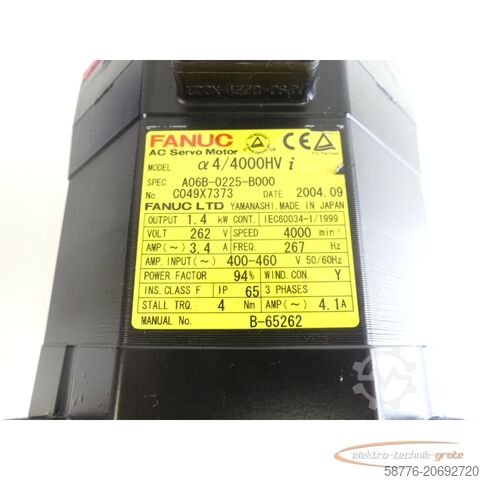 FANUC
AC Servo Motor
MODEL α4/4000HV i
SPEC. A06B-0225-B000
No. C049X7373 DATE 2004.09
FANUC LTD YAMANASHI. MADE IN JAPAN
OUTPUT 1.4 kW CONT. IEC60034-1/1999
VOLT 262 V SPEED 4000 min⁻¹
AMP(~) 3.4 A FREQ. 267 Hz
AMP. INPUT(~) 400-460 V 50/60Hz
POWER FACTOR 94% WIND. CON. Y
INS. CLASS F IP 65 3 PHASES
STALL TRQ. 4 Nm AMP(~) 4.1A
MANUAL No. B-65262
elektro-technik-grote
58776-20692720